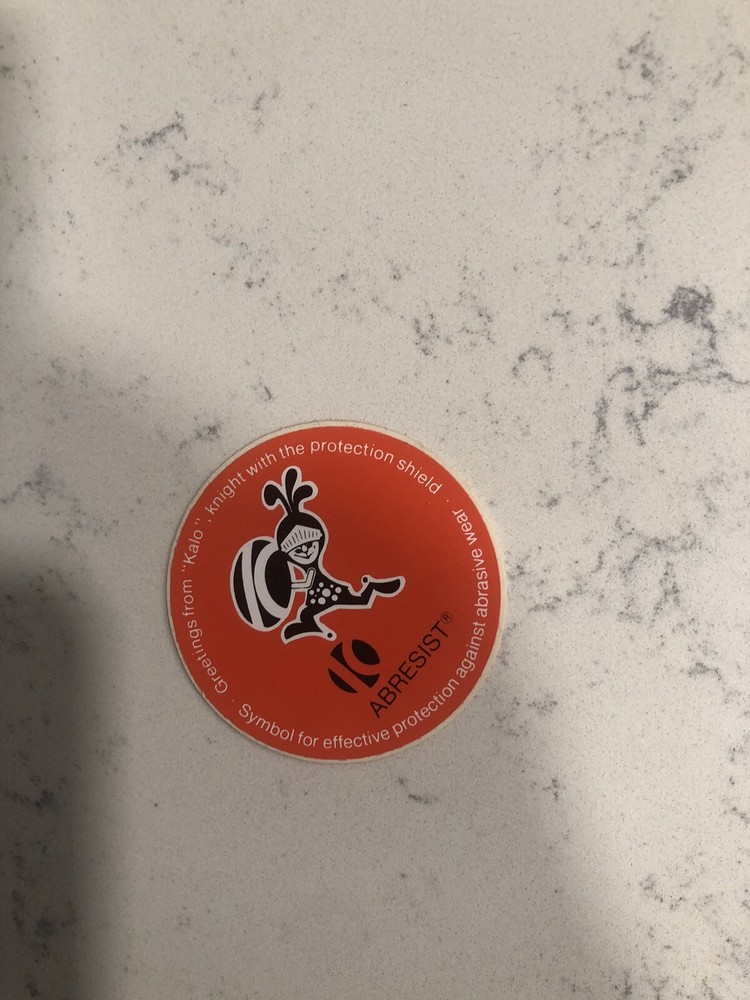 Greetings from "Kalo", knight with the protection shield ·
Symbol for effective protection against abrasive wear ·
ABRESIST®